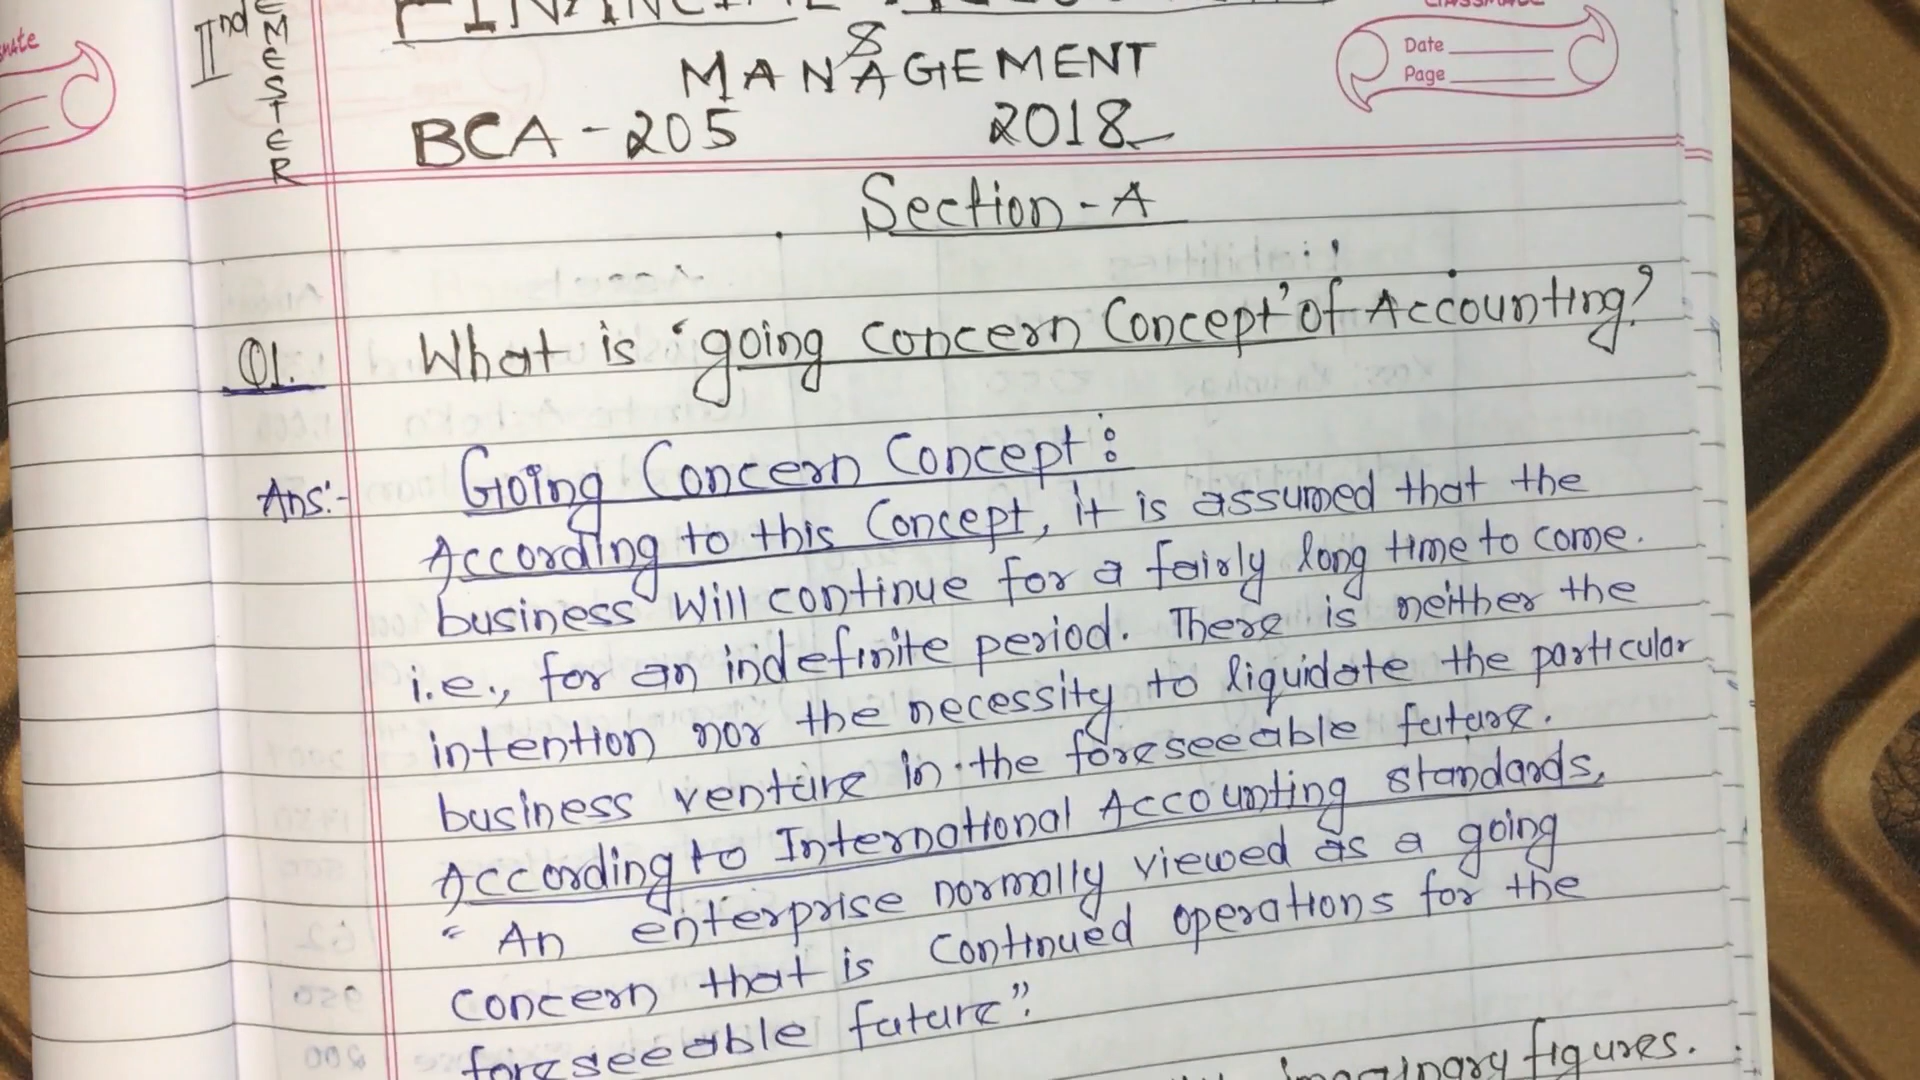 IInd SEMESTER
FINANCIAL
&
MANAGEMENT
BCA - 205 2018
Date
Page
Section - A
Q1. What is 'going concern Concept' of Accounting?
Ans:- Going Concern Concept:
According to this Concept, it is assumed that the
business will continue for a fairly long time to come.
i.e., for an indefinite period. There is neither the
intention nor the necessity to liquidate the particular
business venture in the foreseeable future.
According to International Accounting standards,
" An enterprise normally viewed as a going
concern that is continued operations for the
foreseeable future".
imaginary figures.